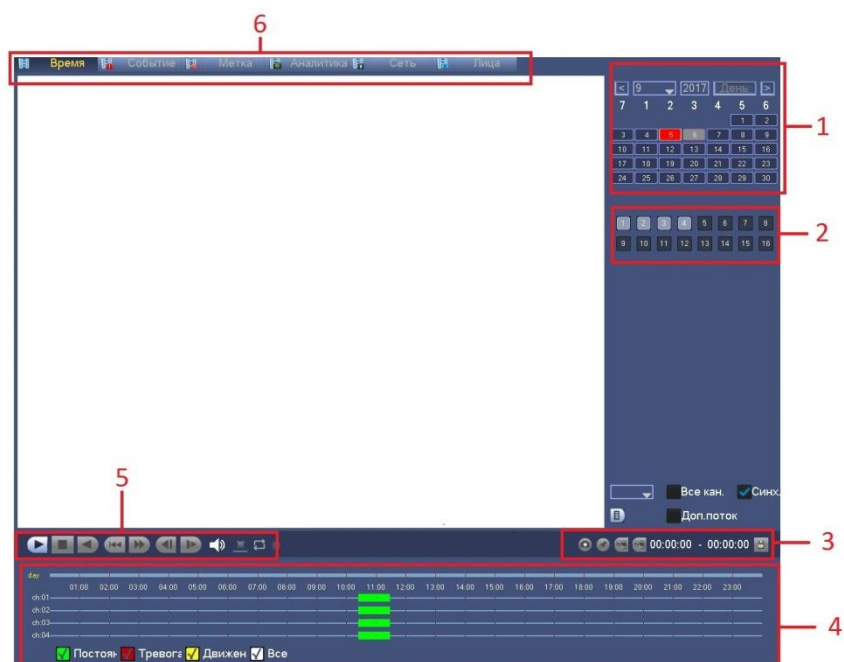 6
Время Событие Метка Аналитика Сеть Лица
< 9 2017 День >
7 1 2 3 4 5 6
1 2
3 4 5 6 7 8 9
10 11 12 13 14 15 16
17 18 19 20 21 22 23
24 25 26 27 28 29 30
1
1 2 3 4 5 6 7 8
9 10 11 12 13 14 15 16
2
Все кан. Синх.
Доп.поток
5
00:00:00 - 00:00:00
3
01:00 02:00 03:00 04:00 05:00 06:00 07:00 08:00 09:00 10:00 11:00 12:00 13:00 14:00 15:00 16:00 17:00 18:00 19:00 20:00 21:00 22:00 23:00
ch:01
ch:02
ch:03
ch:04
4
Постоян Тревога Движен Все